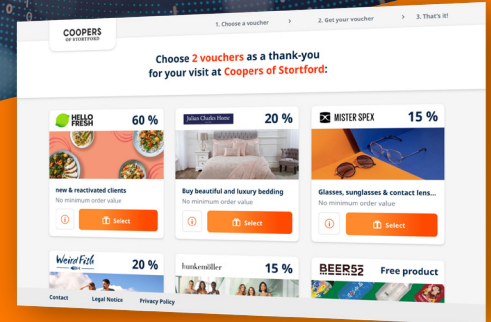 COOPERS
OF STORTFORD
1. Choose a voucher > 2. Get your voucher > 3. That's it!
Choose 2 vouchers as a thank-you
for your visit at Coopers of Stortford:
HELLO
FRESH
60 %
new & reactivated clients
No minimum order value
Select
Julian Charles Home
20 %
Buy beautiful and luxury bedding
No minimum order value
Select
MISTER SPEX
15 %
Glasses, sunglasses & contact lens...
No minimum order value
Select
Weird Fish
20 %
hunkemöller
15 %
BEER52
Free product
Contact Legal Notice Privacy Policy